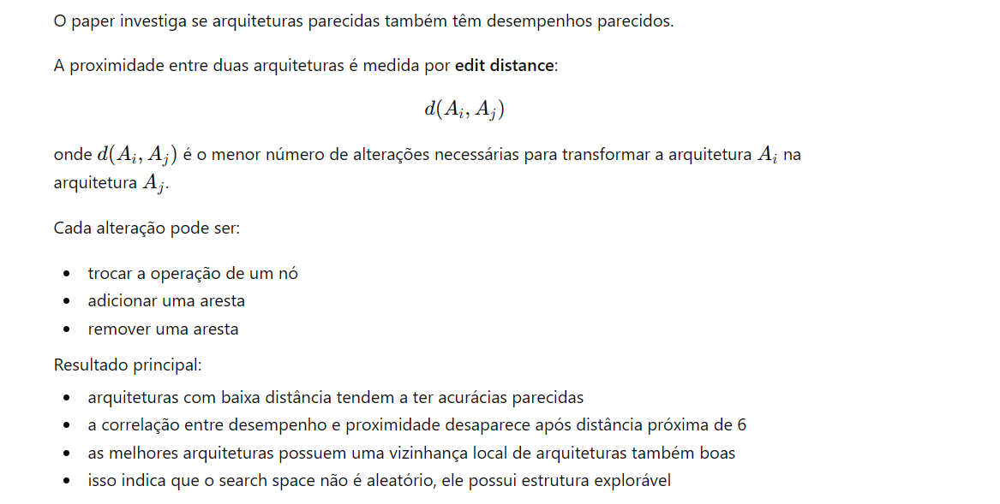 O paper investiga se arquiteturas parecidas também têm desempenhos parecidos.
A proximidade entre duas arquiteturas é medida por edit distance:
d(A_i, A_j)
onde d(A_i, A_j) é o menor número de alterações necessárias para transformar a arquitetura A_i na
arquitetura A_j.
Cada alteração pode ser:
• trocar a operação de um nó
• adicionar uma aresta
• remover uma aresta
Resultado principal:
• arquiteturas com baixa distância tendem a ter acurácias parecidas
• a correlação entre desempenho e proximidade desaparece após distância próxima de 6
• as melhores arquiteturas possuem uma vizinhança local de arquiteturas também boas
• isso indica que o search space não é aleatório, ele possui estrutura explorável